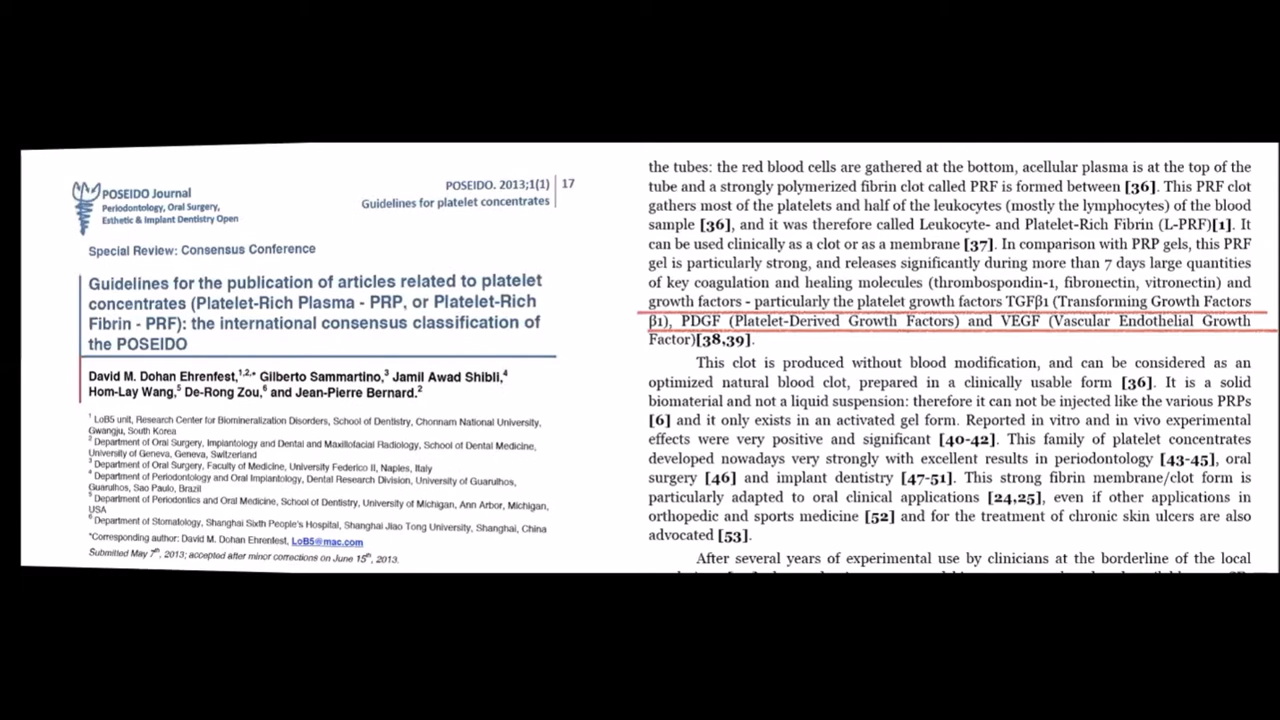 POSEIDO Journal
Periodontology, Oral Surgery,
Esthetic & Implant Dentistry Open
POSEIDO. 2013;1(1) | 17
Guidelines for platelet concentrates
Special Review: Consensus Conference
Guidelines for the publication of articles related to platelet
concentrates (Platelet-Rich Plasma - PRP, or Platelet-Rich
Fibrin - PRF): the international consensus classification of
the POSEIDO
David M. Dohan Ehrenfest,1,2,* Gilberto Sammartino,3 Jamil Awad Shibli,4
Hom-Lay Wang,5 De-Rong Zou,6 and Jean-Pierre Bernard.2
1 LoB5 unit, Research Center for Biomineralization Disorders, School of Dentistry, Chonnam National University,
Gwangju, South Korea
2 Department of Oral Surgery, Implantology and Dental and Maxillofacial Radiology, School of Dental Medicine,
University of Geneva, Geneva, Switzerland
3 Department of Oral Surgery, Faculty of Medicine, University Federico II, Naples, Italy
4 Department of Periodontology and Oral Implantology, Dental Research Division, University of Guarulhos,
Guarulhos, Sao Paulo, Brazil
5 Department of Periodontics and Oral Medicine, School of Dentistry, University of Michigan, Ann Arbor, Michigan,
USA
6 Department of Stomatology, Shanghai Sixth People's Hospital, Shanghai Jiao Tong University, Shanghai, China
*Corresponding author: David M. Dohan Ehrenfest, LoB5@mac.com
Submitted May 7th, 2013; accepted after minor corrections on June 15th, 2013.
the tubes: the red blood cells are gathered at the bottom, acellular plasma is at the top of the
tube and a strongly polymerized fibrin clot called PRF is formed between [36]. This PRF clot
gathers most of the platelets and half of the leukocytes (mostly the lymphocytes) of the blood
sample [36], and it was therefore called Leukocyte- and Platelet-Rich Fibrin (L-PRF)[1]. It
can be used clinically as a clot or as a membrane [37]. In comparison with PRP gels, this PRF
gel is particularly strong, and releases significantly during more than 7 days large quantities
of key coagulation and healing molecules (thrombospondin-1, fibronectin, vitronectin) and
growth factors - particularly the platelet growth factors TGFβ1 (Transforming Growth Factors
β1), PDGF (Platelet-Derived Growth Factors) and VEGF (Vascular Endothelial Growth
Factor)[38,39].
This clot is produced without blood modification, and can be considered as an
optimized natural blood clot, prepared in a clinically usable form [36]. It is a solid
biomaterial and not a liquid suspension: therefore it can not be injected like the various PRPs
[6] and it only exists in an activated gel form. Reported in vitro and in vivo experimental
effects were very positive and significant [40-42]. This family of platelet concentrates
developed nowadays very strongly with excellent results in periodontology [43-45], oral
surgery [46] and implant dentistry [47-51]. This strong fibrin membrane/clot form is
particularly adapted to oral clinical applications [24,25], even if other applications in
orthopedic and sports medicine [52] and for the treatment of chronic skin ulcers are also
advocated [53].
After several years of experimental use by clinicians at the borderline of the local